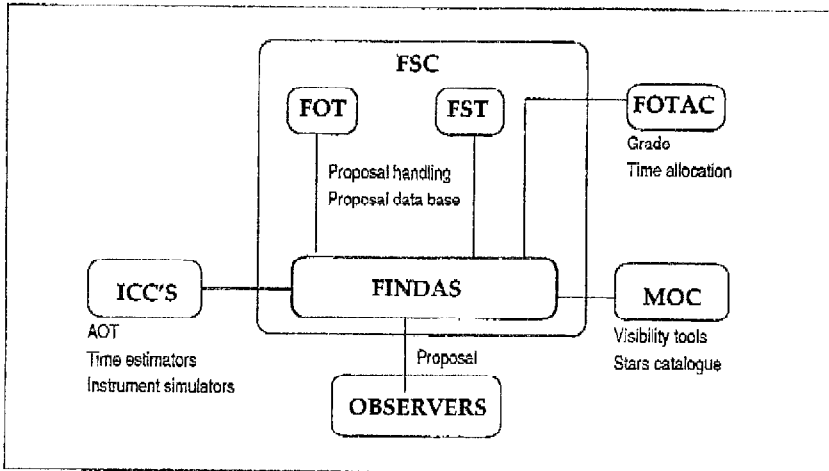 FSC
FOT
FST
FOTAC
Grade
Time allocation
Proposal handling
Proposal data base
ICC'S
FINDAS
MOC
AOT
Time estimators
Instrument simulators
Visibility tools
Stars catalogue
Proposal
OBSERVERS